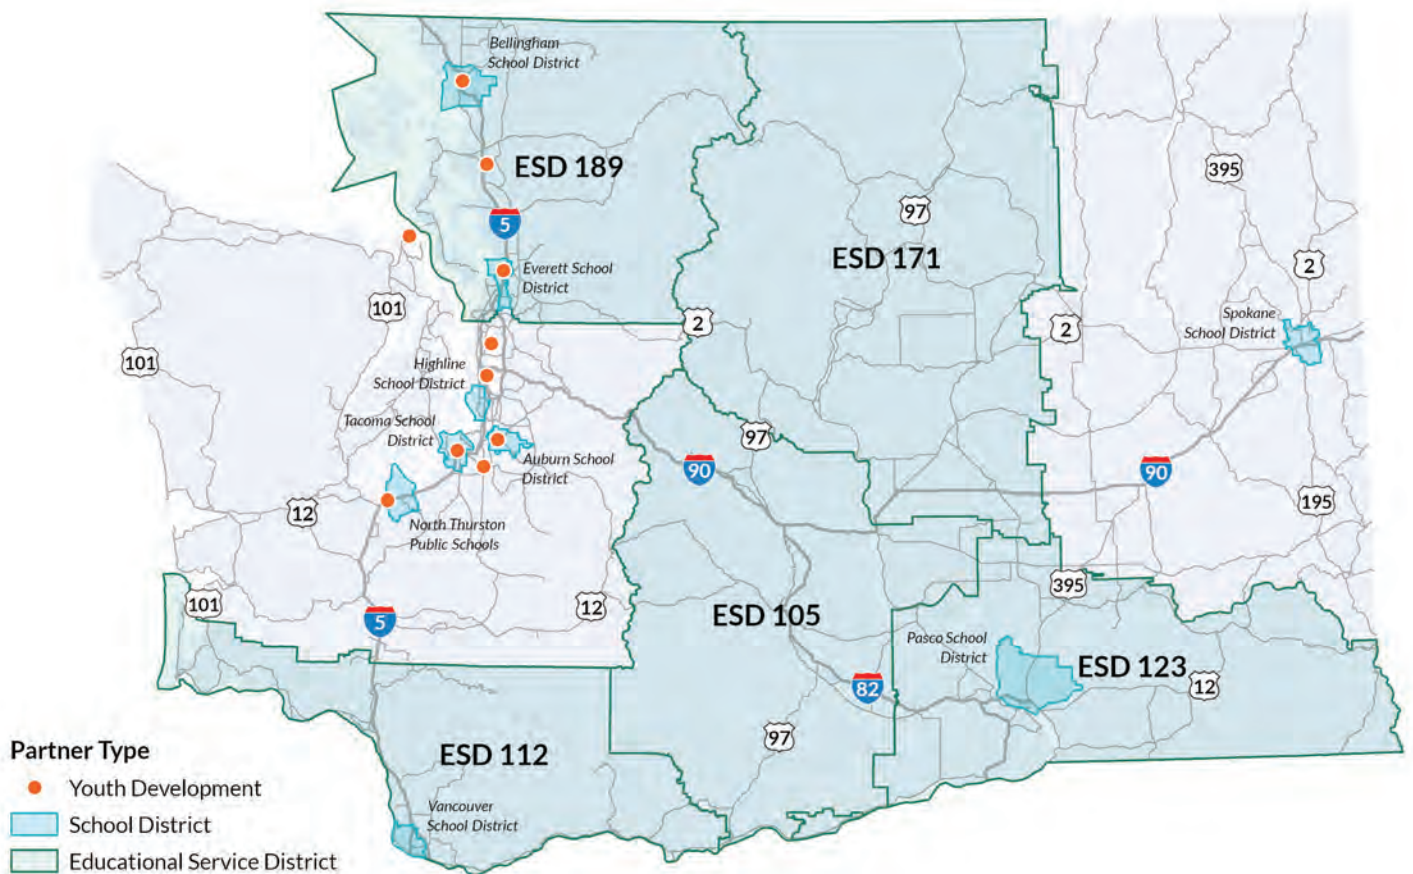 Bellingham
School District
ESD 189
395
97
5
ESD 171
2
Everett School
District
101
2
2
Spokane
School District
101
Highline
School District
Tacoma School
District
97
Auburn School
District
90
90
12
195
North Thurston
Public Schools
395
101
12
5
ESD 105
Pasco School
District
ESD 123
12
82
97
ESD 112
Vancouver
School District
Partner Type
Youth Development
School District
Educational Service District